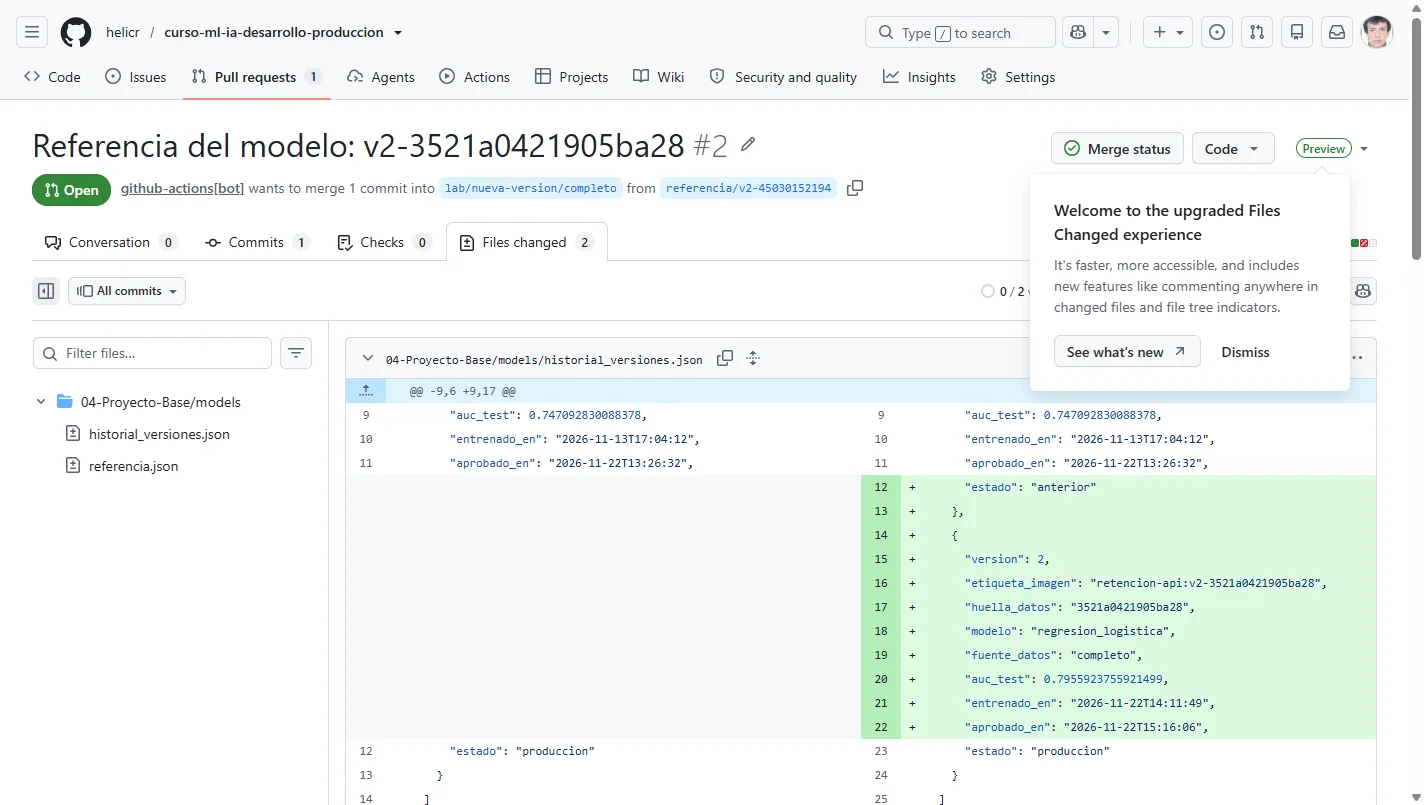 helicr / curso-ml-ia-desarrollo-produccion
Type / to search
Code
Issues
Pull requests 1
Agents
Actions
Projects
Wiki
Security and quality
Insights
Settings
Referencia del modelo: v2-3521a0421905ba28 #2
Merge status
Code
Preview
Open
github-actions[bot] wants to merge 1 commit into lab/nueva-version/completo from referencia/v2-45030152194
Welcome to the upgraded Files
Changed experience
It's faster, more accessible, and includes
new features like commenting anywhere in
changed files and file tree indicators.
See what's new
Dismiss
Conversation 0
Commits 1
Checks 0
Files changed 2
All commits
0 / 2
Filter files...
04-Proyecto-Base/models
historial_versiones.json
referencia.json
04-Proyecto-Base/models/historial_versiones.json
@@ -9,6 +9,17 @@
9 "auc_test": 0.747092830088378, 9 "auc_test": 0.747092830088378,
10 "entrenado_en": "2026-11-13T17:04:12", 10 "entrenado_en": "2026-11-13T17:04:12",
11 "aprobado_en": "2026-11-22T13:26:32", 11 "aprobado_en": "2026-11-22T13:26:32",
12 + "estado": "anterior"
13 + },
14 + {
15 + "version": 2,
16 + "etiqueta_imagen": "retencion-api:v2-3521a0421905ba28",
17 + "huella_datos": "3521a0421905ba28",
18 + "modelo": "regresion_logistica",
19 + "fuente_datos": "completo",
20 + "auc_test": 0.7955923755921499,
21 + "entrenado_en": "2026-11-22T14:11:49",
22 + "aprobado_en": "2026-11-22T15:16:06",
12 "estado": "produccion" 23 "estado": "produccion"
13 } 24 }
14 ] 25 ]